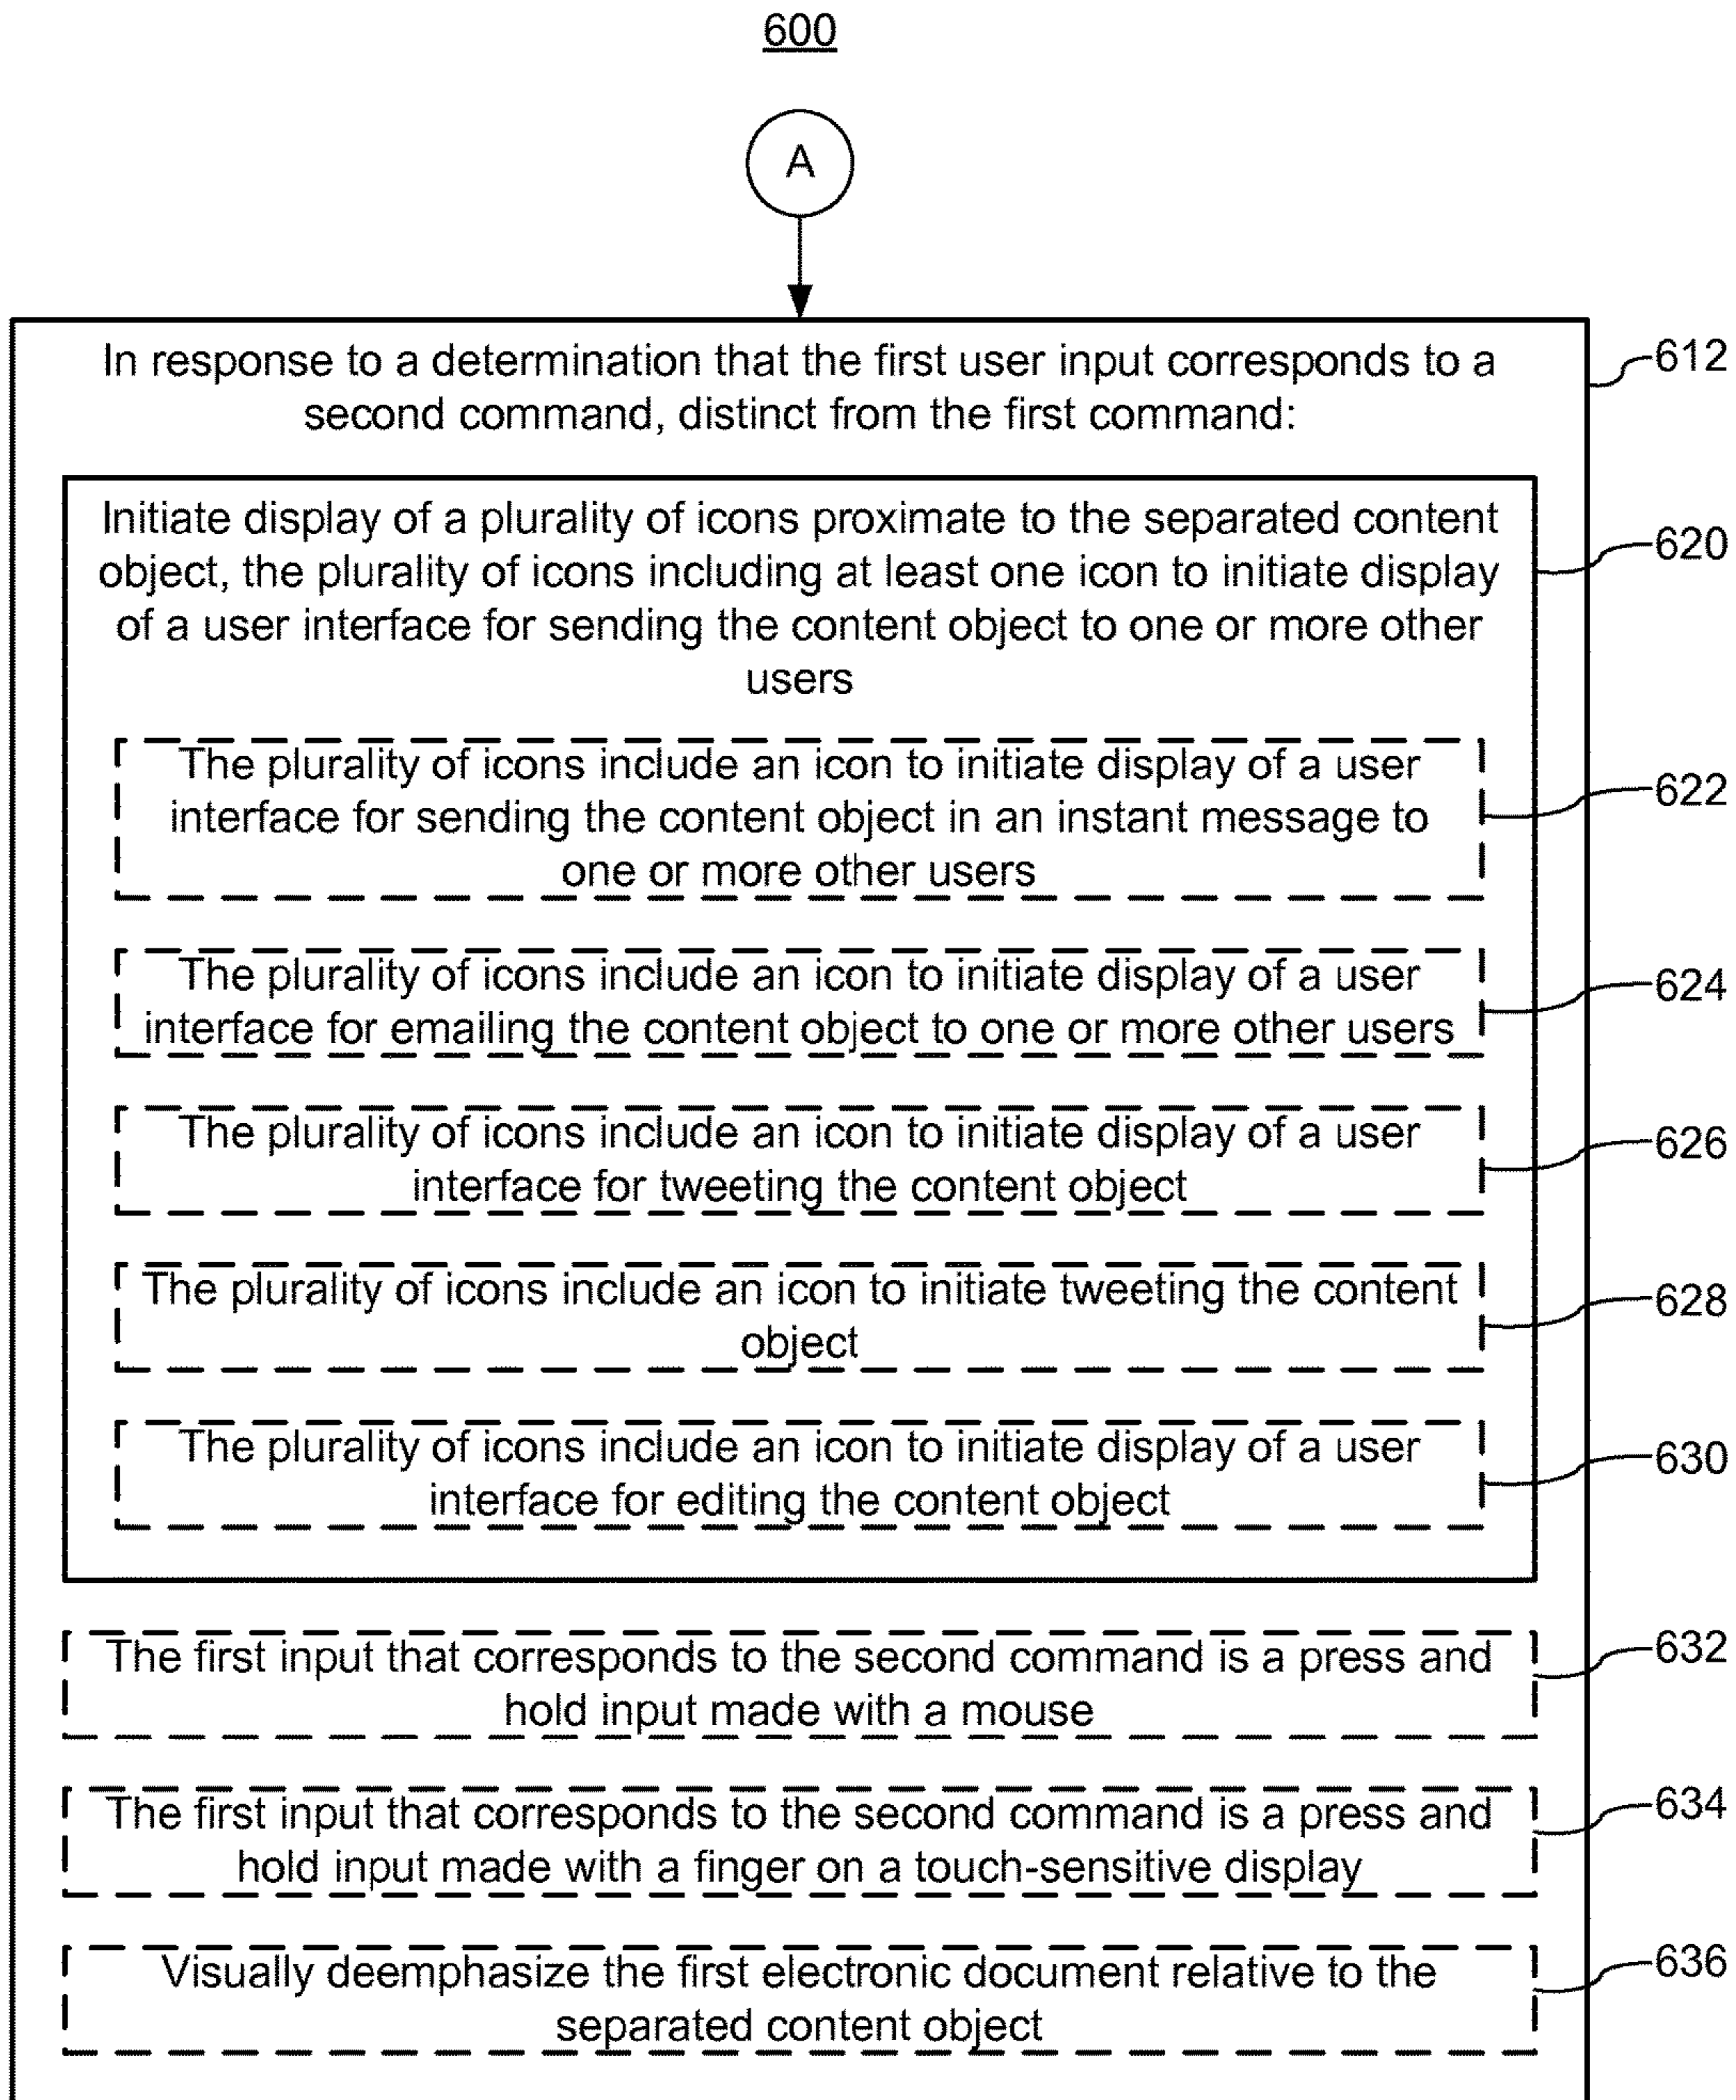 600
A
In response to a determination that the first user input corresponds to a
second command, distinct from the first command:
612
Initiate display of a plurality of icons proximate to the separated content
object, the plurality of icons including at least one icon to initiate display
of a user interface for sending the content object to one or more other
users
620
The plurality of icons include an icon to initiate display of a user
interface for sending the content object in an instant message to
one or more other users
622
The plurality of icons include an icon to initiate display of a user
interface for emailing the content object to one or more other users
624
The plurality of icons include an icon to initiate display of a user
interface for tweeting the content object
626
The plurality of icons include an icon to initiate tweeting the content
object
628
The plurality of icons include an icon to initiate display of a user
interface for editing the content object
630
The first input that corresponds to the second command is a press and
hold input made with a mouse
632
The first input that corresponds to the second command is a press and
hold input made with a finger on a touch-sensitive display
634
Visually deemphasize the first electronic document relative to the
separated content object
636